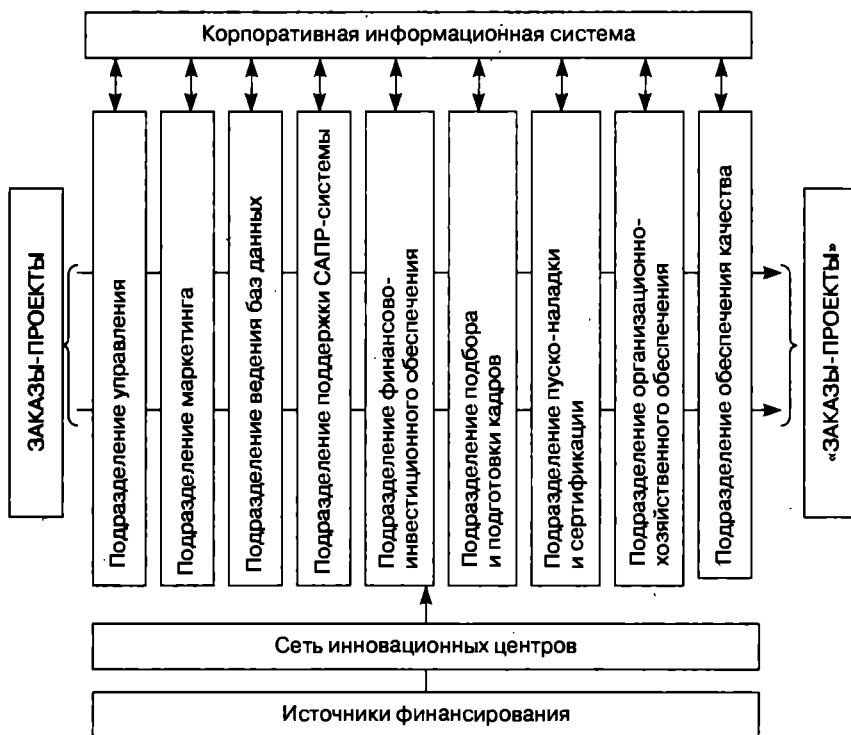 Корпоративная информационная система
ЗАКАЗЫ-ПРОЕКТЫ
Подразделение управления
Подразделение маркетинга
Подразделение ведения баз данных
Подразделение поддержки САПР-системы
Подразделение финансово-
инвестиционного обеспечения
Подразделение подбора
и подготовки кадров
Подразделение пуско-наладки
и сертификации
Подразделение организационно-
хозяйственного обеспечения
Подразделение обеспечения качества
«ЗАКАЗЫ-ПРОЕКТЫ»
Сеть инновационных центров
Источники финансирования